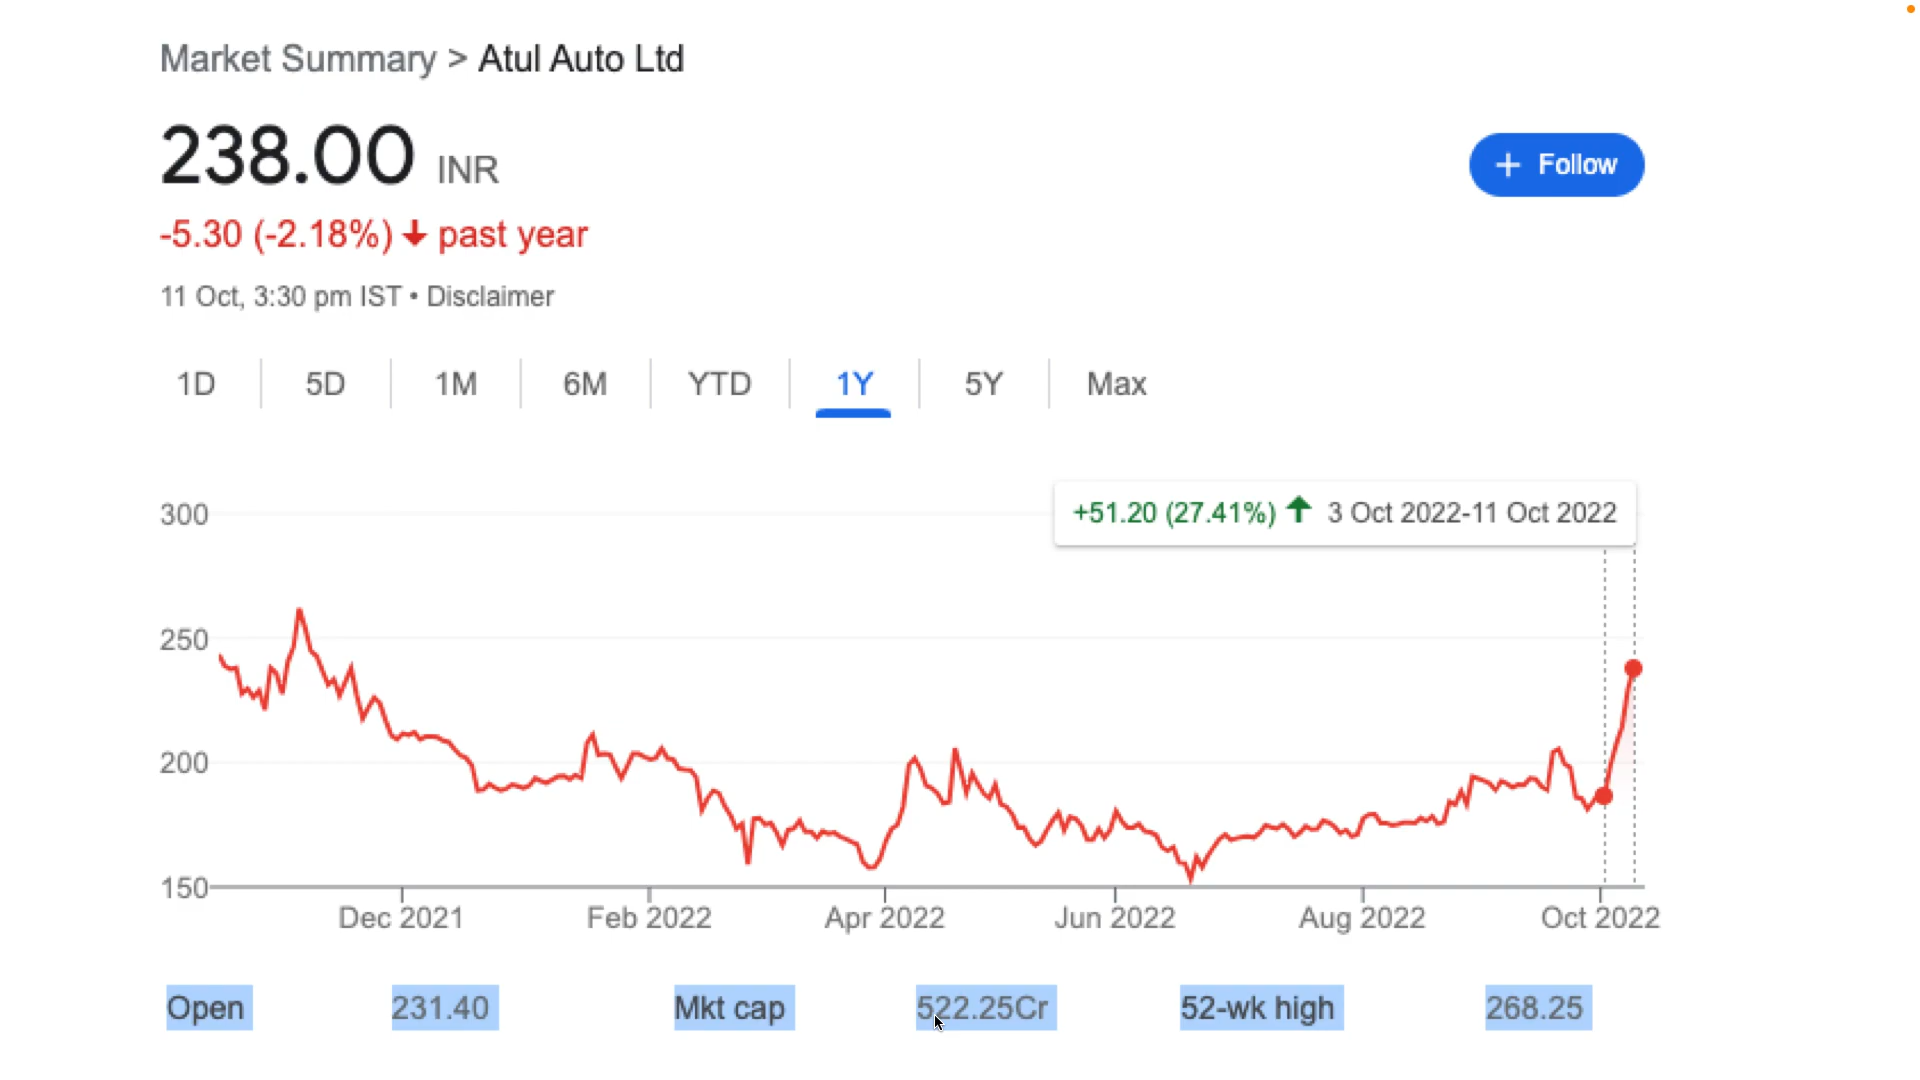 Market Summary > Atul Auto Ltd
238.00 INR
+ Follow
-5.30 (-2.18%) ↓ past year
11 Oct, 3:30 pm IST • Disclaimer
1D 5D 1M 6M YTD 1Y 5Y Max
+51.20 (27.41%) ↑ 3 Oct 2022-11 Oct 2022
300
250
200
150
Dec 2021 Feb 2022 Apr 2022 Jun 2022 Aug 2022 Oct 2022
Open 231.40 Mkt cap 522.25Cr 52-wk high 268.25